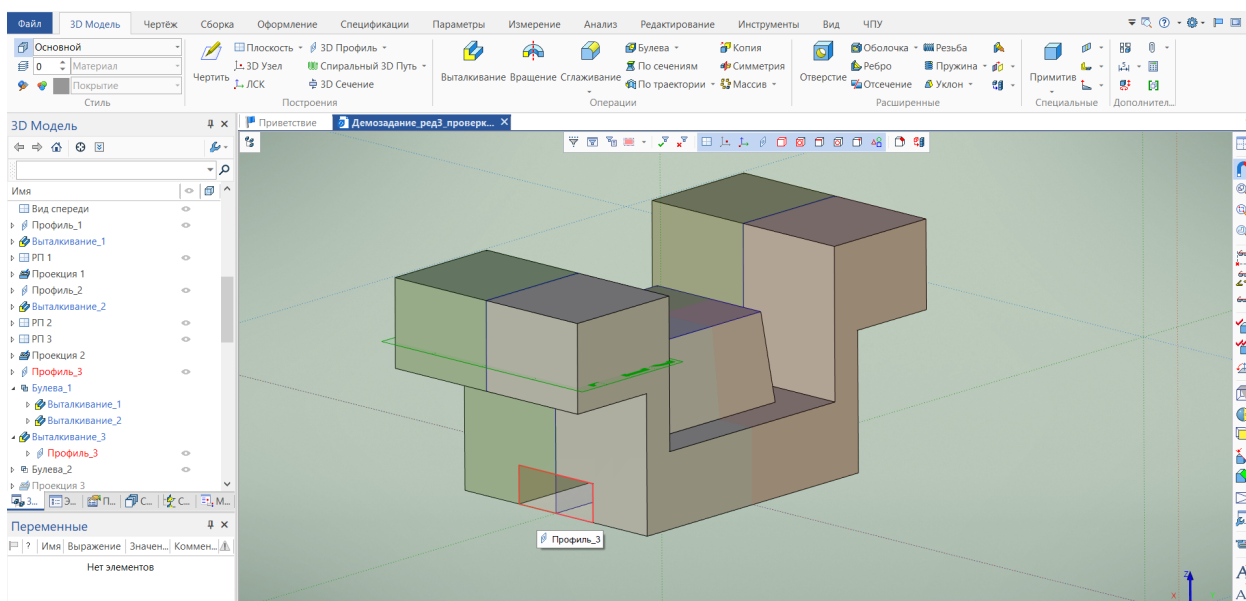 Файл 3D Модель Чертёж Сборка Оформление Спецификации Параметры Измерение Анализ Редактирование Инструменты Вид ЧПУ
Основной
0 Материал
Покрытие
Стиль
Чертить
Плоскость 3D Профиль
3D Узел Спиральный 3D Путь
ЛСК 3D Сечение
Построения
Выталкивание Вращение Слаживание
Булева Копия
По сечениям Симметрия
По траектории Массив
Операции
Отверстие
Оболочка Резьба
Ребро Пружина
Отсечение Уклон
Расширенные
Примитив
Специальные
Дополнител...
3D Модель
Приветствие Демозадание_ред3_проверк...
Имя
Вид спереди
Профиль_1
Выталкивание_1
РП 1
Проекция 1
Профиль_2
Выталкивание_2
РП 2
РП 3
Проекция 2
Профиль_3
Булева_1
Выталкивание_1
Выталкивание_2
Выталкивание_3
Профиль_3
Булева_2
Проекция 3
З... Э... П... С... С... М...
Переменные
? Имя Выражение Значен... Коммен...
Нет элементов
Профиль_3
Z
X
Y